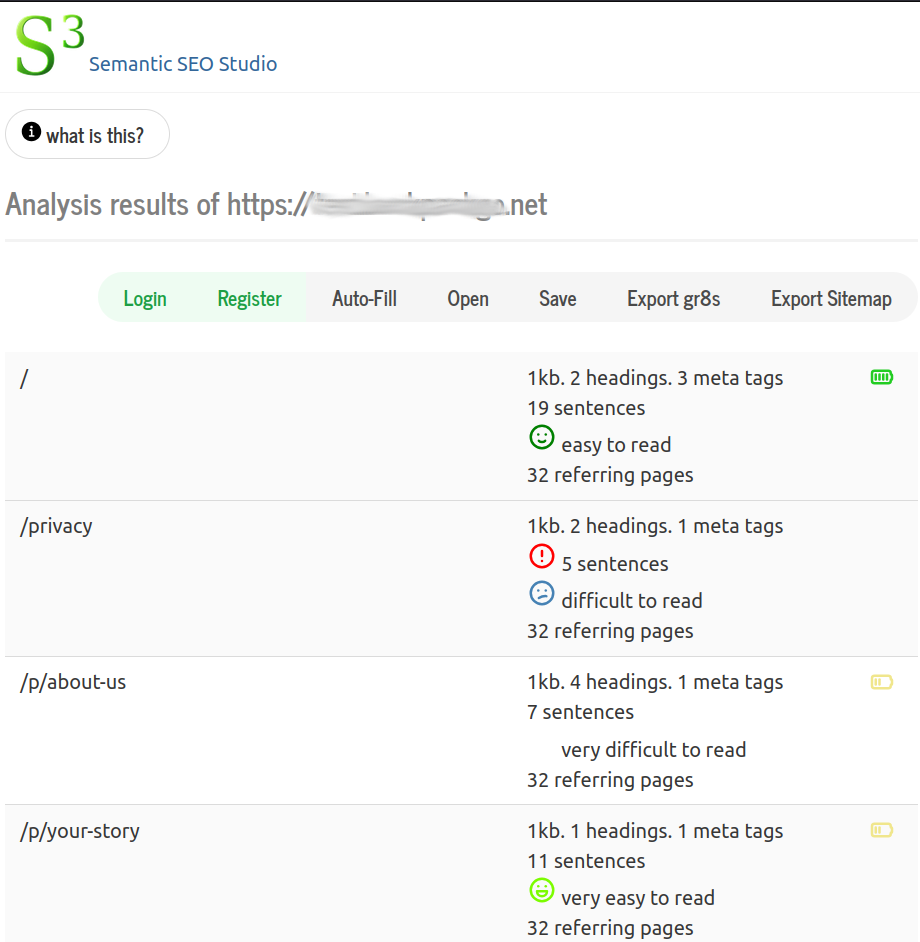 S3
Semantic SEO Studio
what is this?
Analysis results of https:// .net
Login Register Auto-Fill Open Save Export gr8s Export Sitemap
/ 1kb. 2 headings. 3 meta tags
19 sentences
easy to read
32 referring pages
/privacy 1kb. 2 headings. 1 meta tags
5 sentences
difficult to read
32 referring pages
/p/about-us 1kb. 4 headings. 1 meta tags
7 sentences
very difficult to read
32 referring pages
/p/your-story 1kb. 1 headings. 1 meta tags
11 sentences
very easy to read
32 referring pages